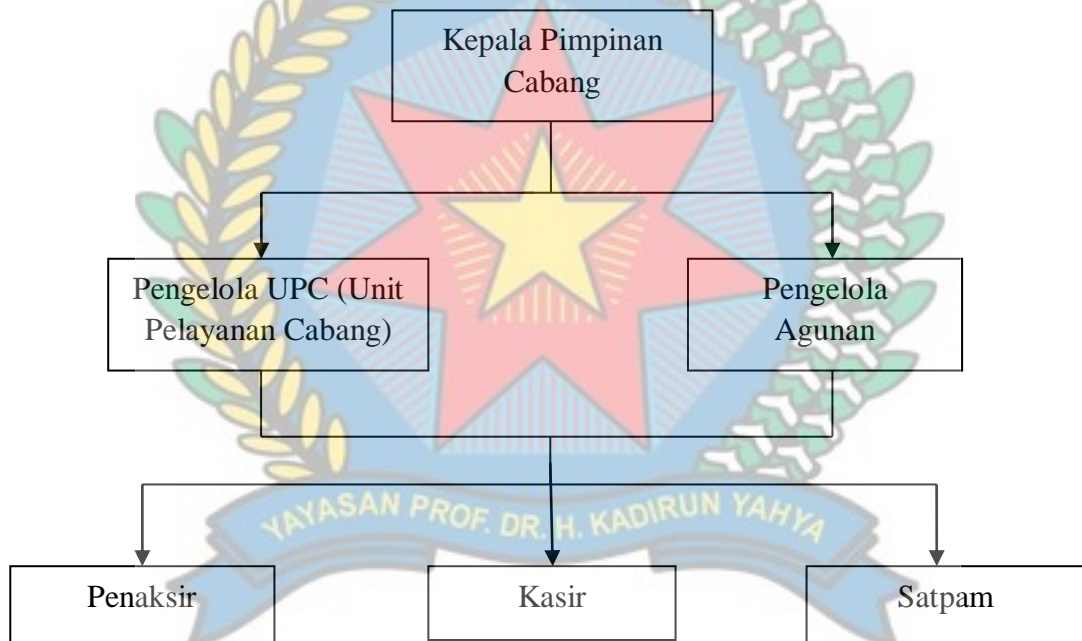 Kepala Pimpinan
Cabang
Pengelola UPC (Unit
Pelayanan Cabang)
Pengelola
Agunan
YAYASAN PROF. DR. H. KADIRUN YAHYA
Penaksir
Kasir
Satpam